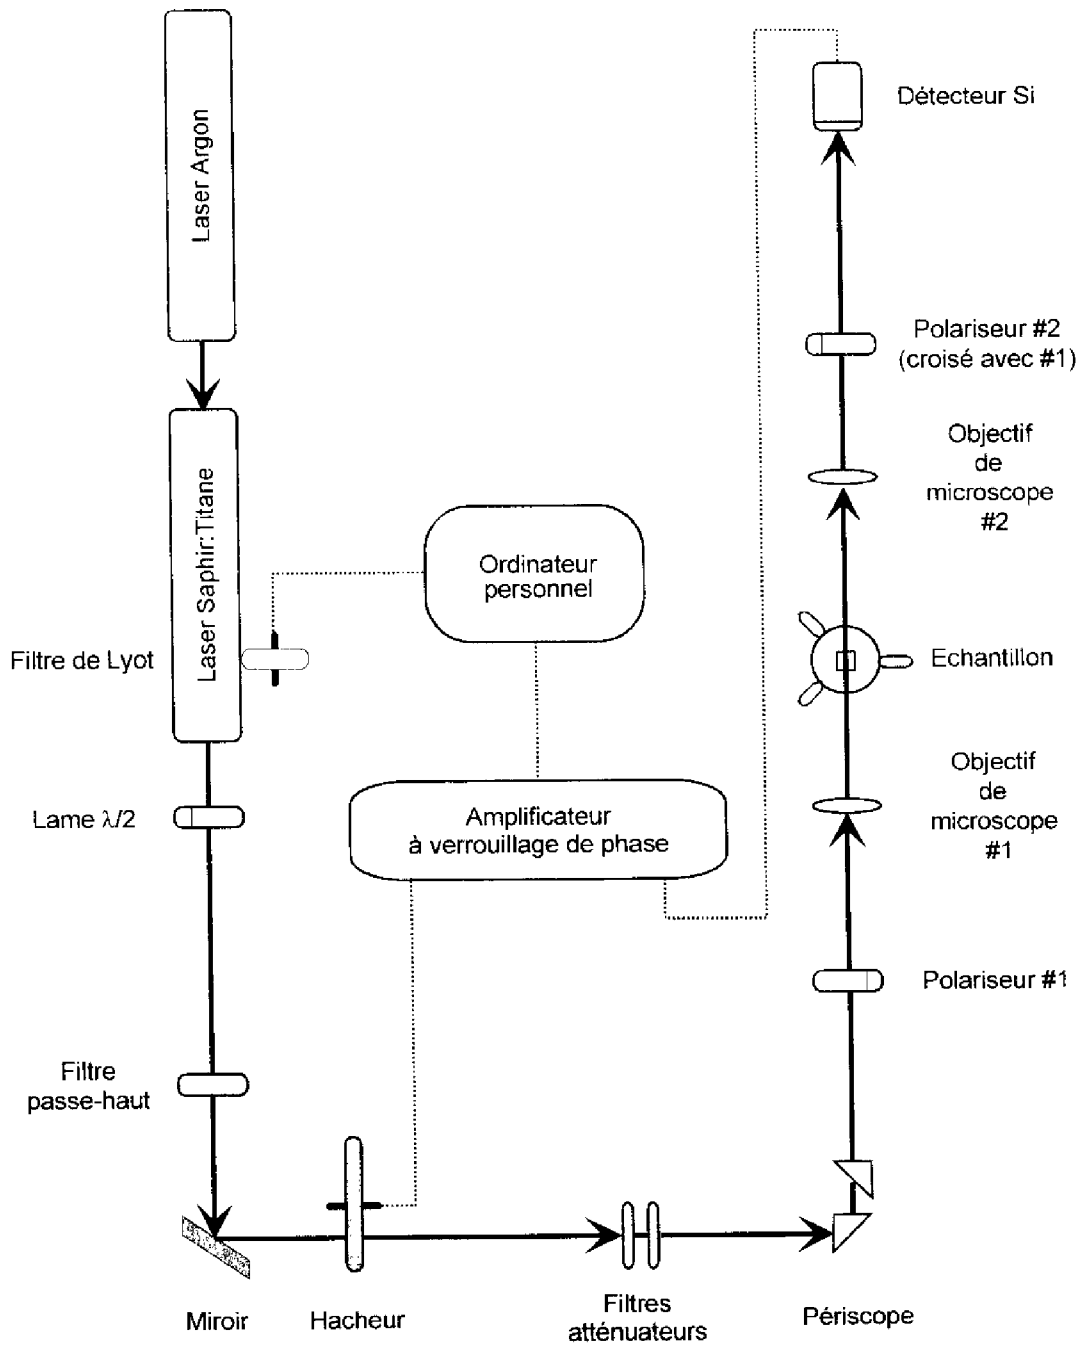 Laser Argon
Laser Saphir:Titane
Filtre de Lyot
Lame λ/2
Filtre
passe-haut
Miroir
Hacheur
Ordinateur
personnel
Amplificateur
à verrouillage de phase
Filtres
atténuateurs
Périscope
Polariseur #1
Objectif
de
microscope
#1
Echantillon
Objectif
de
microscope
#2
Polariseur #2
(croisé avec #1)
Détecteur Si